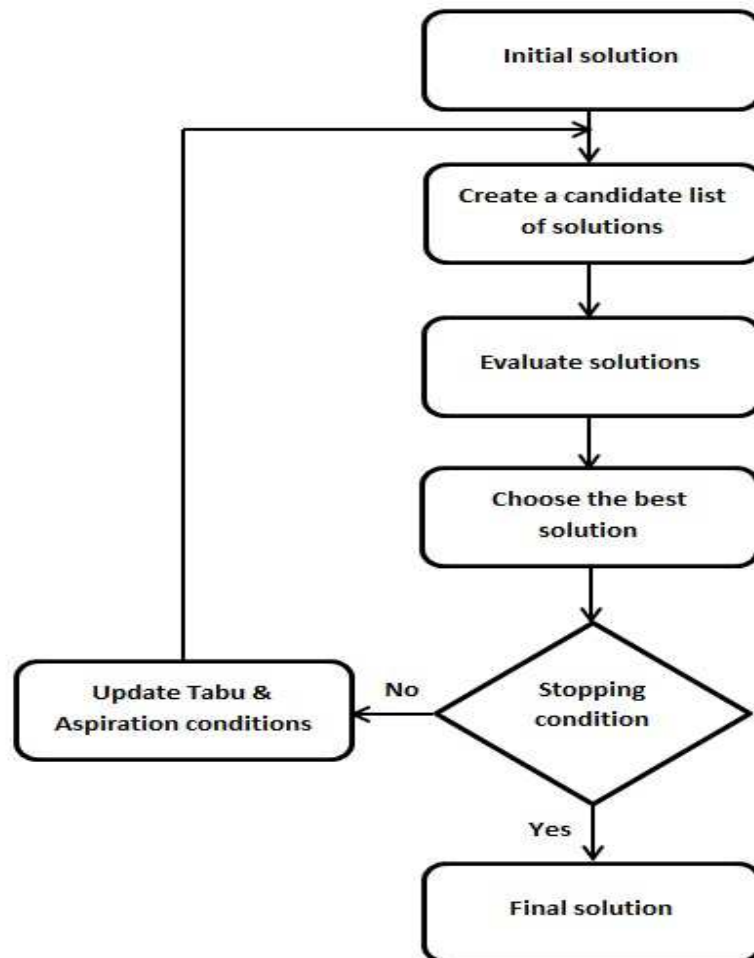 Initial solution
Create a candidate list
of solutions
Evaluate solutions
Choose the best
solution
Stopping
condition
No
Update Tabu &
Aspiration conditions
Yes
Final solution